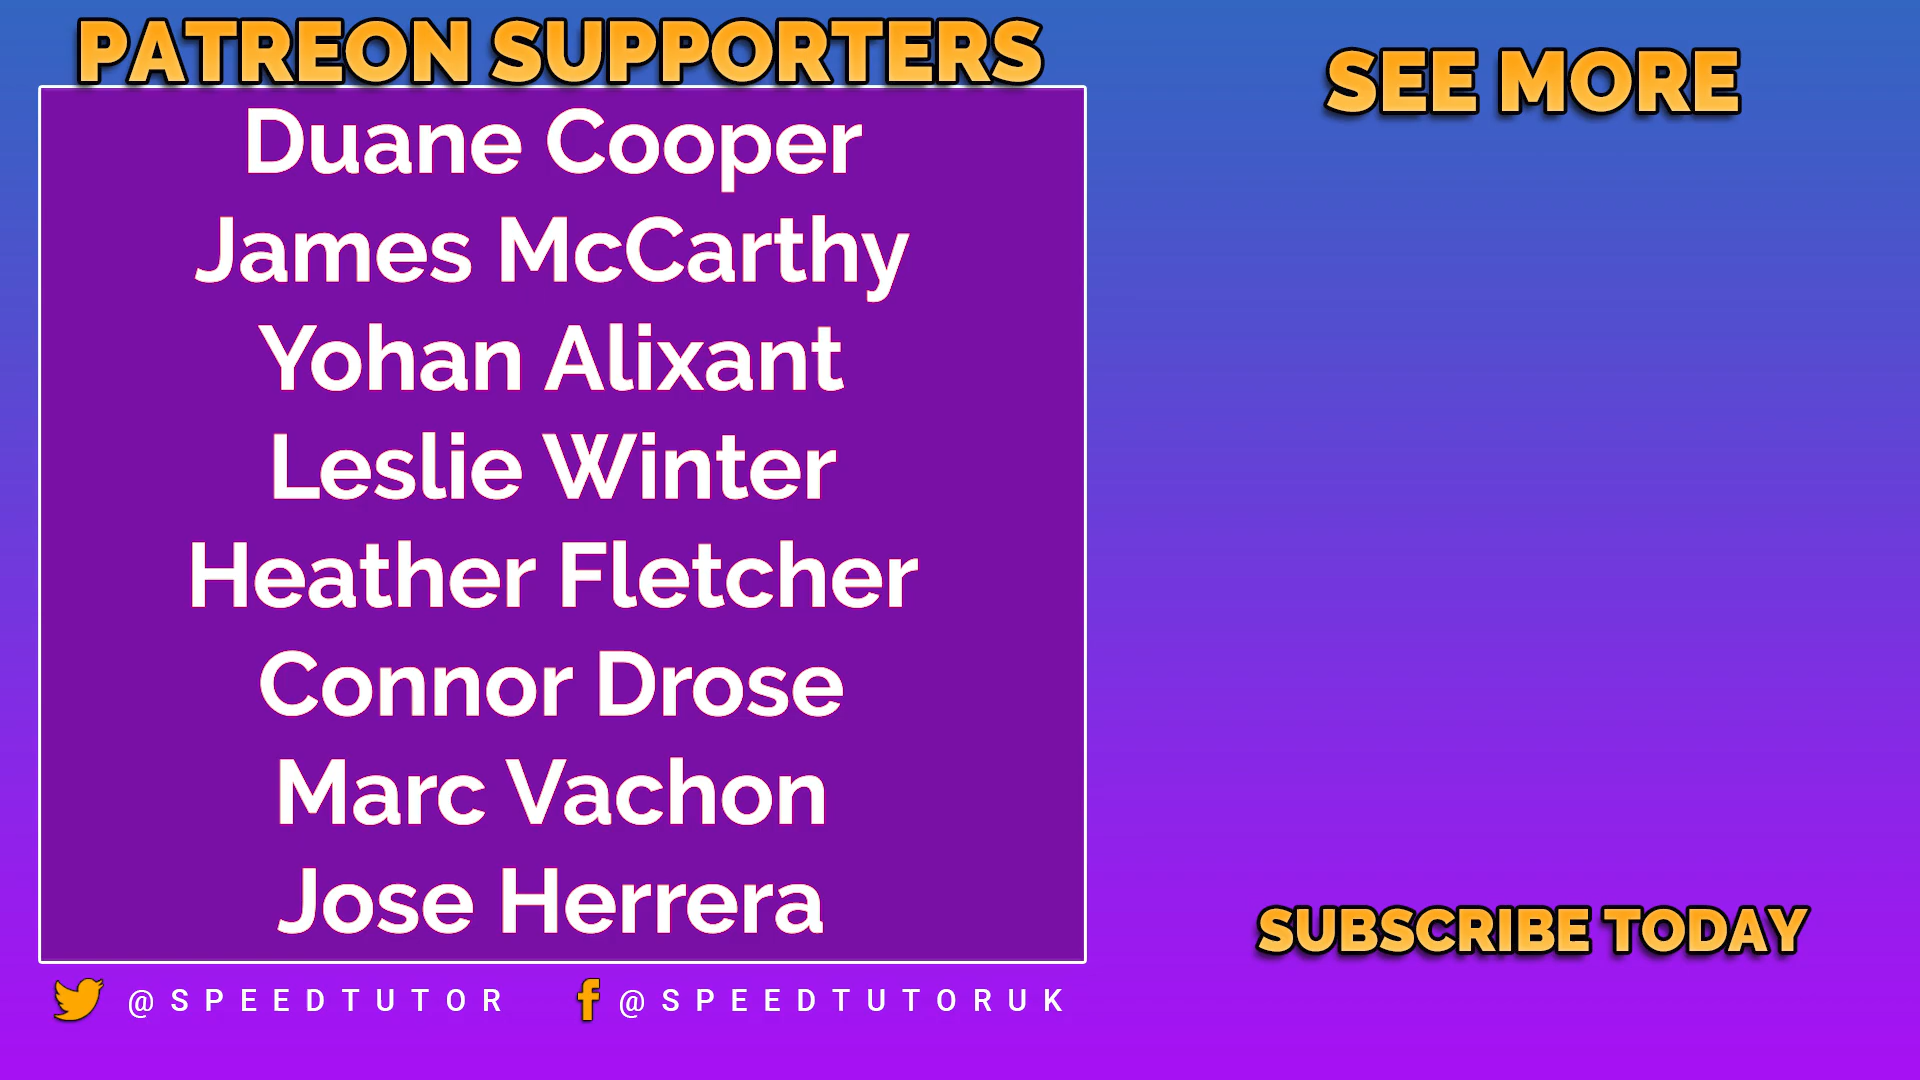 PATREON SUPPORTERS
SEE MORE
Duane Cooper
James McCarthy
Yohan Alixant
Leslie Winter
Heather Fletcher
Connor Drose
Marc Vachon
Jose Herrera
SUBSCRIBE TODAY
@SPEEDTUTOR
@SPEEDTUTORUK